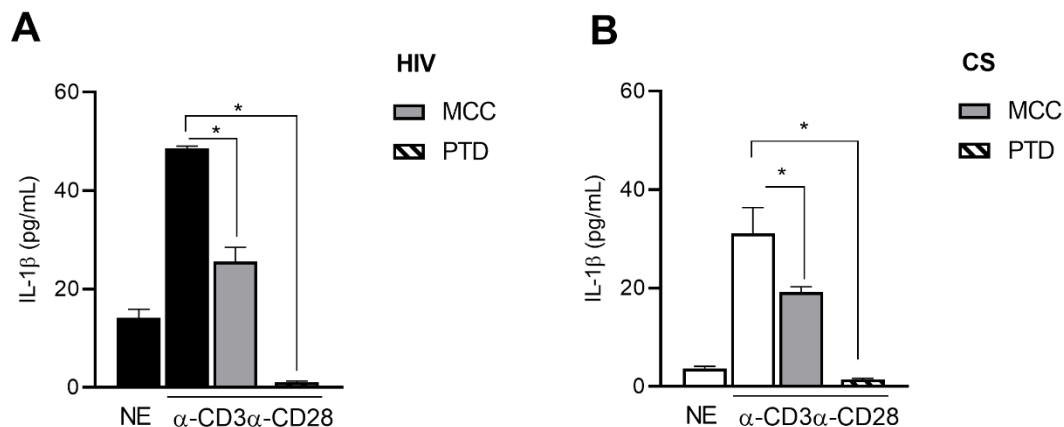 A
HIV
MCC
PTD
IL-1β (pg/mL)
60
40
20
0
*
*
NE
α-CD3α-CD28
B
CS
MCC
PTD
IL-1β (pg/mL)
60
40
20
0
*
*
NE
α-CD3α-CD28